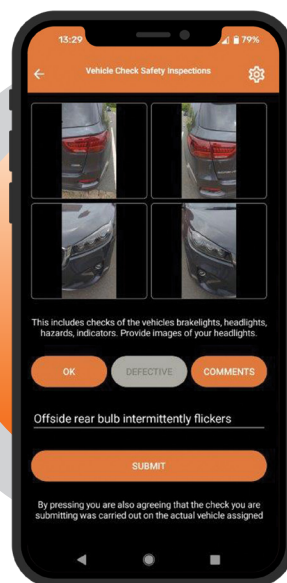 13:29
79%
Vehicle Check Safety Inspections
This includes checks of the vehicles brakelights, headlights,
hazards, indicators. Provide images of your headlights.
OK DEFECTIVE COMMENTS
Offside rear bulb intermittently flickers
SUBMIT
By pressing you are also agreeing that the check you are
submitting was carried out on the actual vehicle assigned